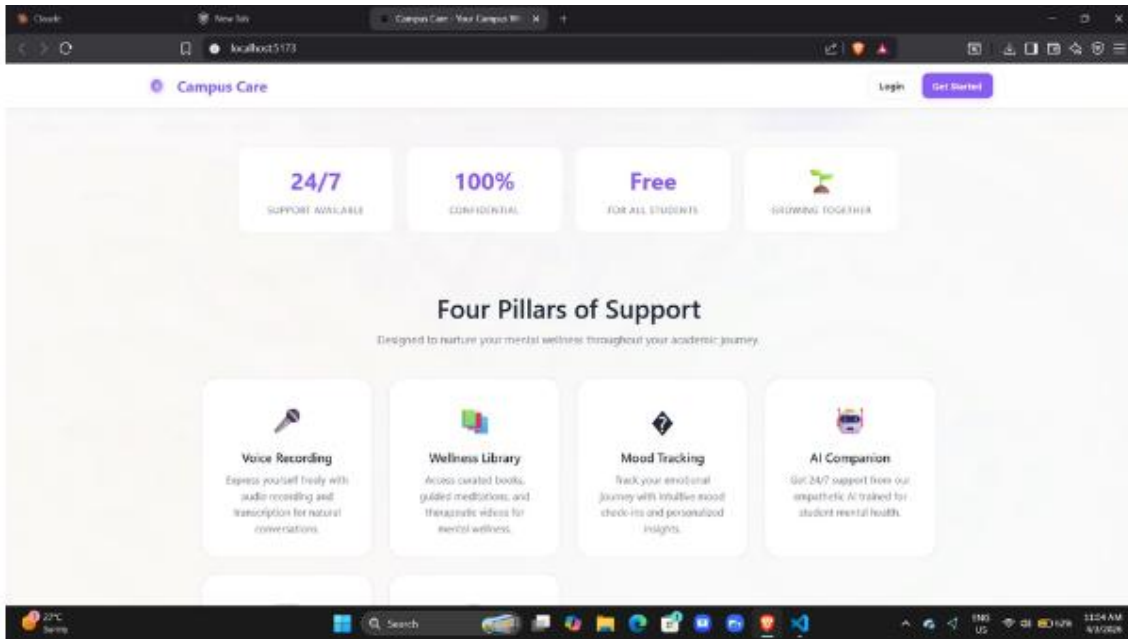 Claude
New Tab
Campus Care - Your Campus W
localhost:5173
Campus Care
Login
Get Started
24/7
SUPPORT AVAILABLE
100%
CONFIDENTIAL
Free
FOR ALL STUDENTS
GROWING TOGETHER
Four Pillars of Support
Designed to nurture your mental wellness throughout your academic journey.
Voice Recording
Express yourself freely with
audio recording and
transcription for natural
conversations.
Wellness Library
Access curated books,
guided meditations, and
therapeutic videos for
mental wellness.
Mood Tracking
Track your emotional
journey with intuitive mood
check-ins and personalized
insights.
AI Companion
Get 24/7 support from our
empathetic AI trained for
student mental health.
Sunny
Search
ENG
US
11:04 AM